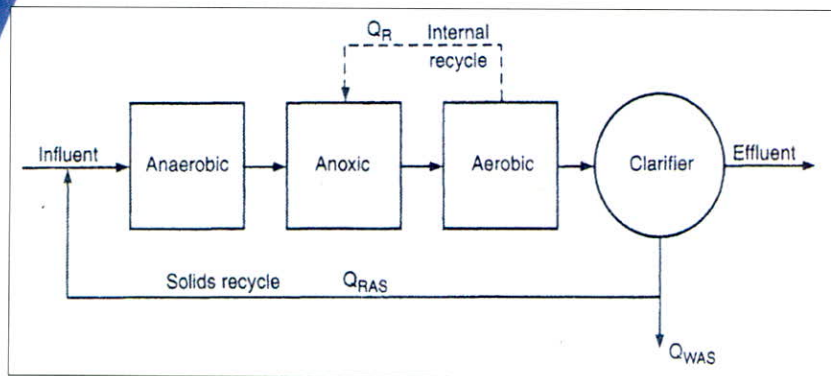 Q_R Internal
recycle
Influent
Anaerobic
Anoxic
Aerobic
Clarifier
Effluent
Solids recycle Q_RAS
Q_WAS